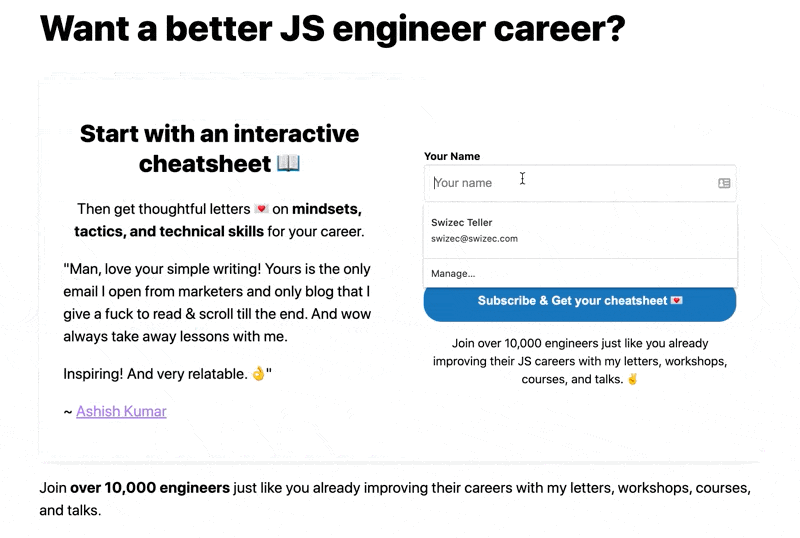 Want a better JS engineer career?
Start with an interactive
cheatsheet 📖
Then get thoughtful letters 💌 on mindsets,
tactics, and technical skills for your career.
"Man, love your simple writing! Yours is the only
email I open from marketers and only blog that I
give a fuck to read & scroll till the end. And wow
always take away lessons with me.
Inspiring! And very relatable. 👌"
~ Ashish Kumar
Your Name
Your name
Swizec Teller
swizec@swizec.com
Manage...
Subscribe & Get your cheatsheet 💌
Join over 10,000 engineers just like you already
improving their JS careers with my letters, workshops,
courses, and talks. ✌️
Join over 10,000 engineers just like you already improving their careers with my letters, workshops, courses,
and talks.